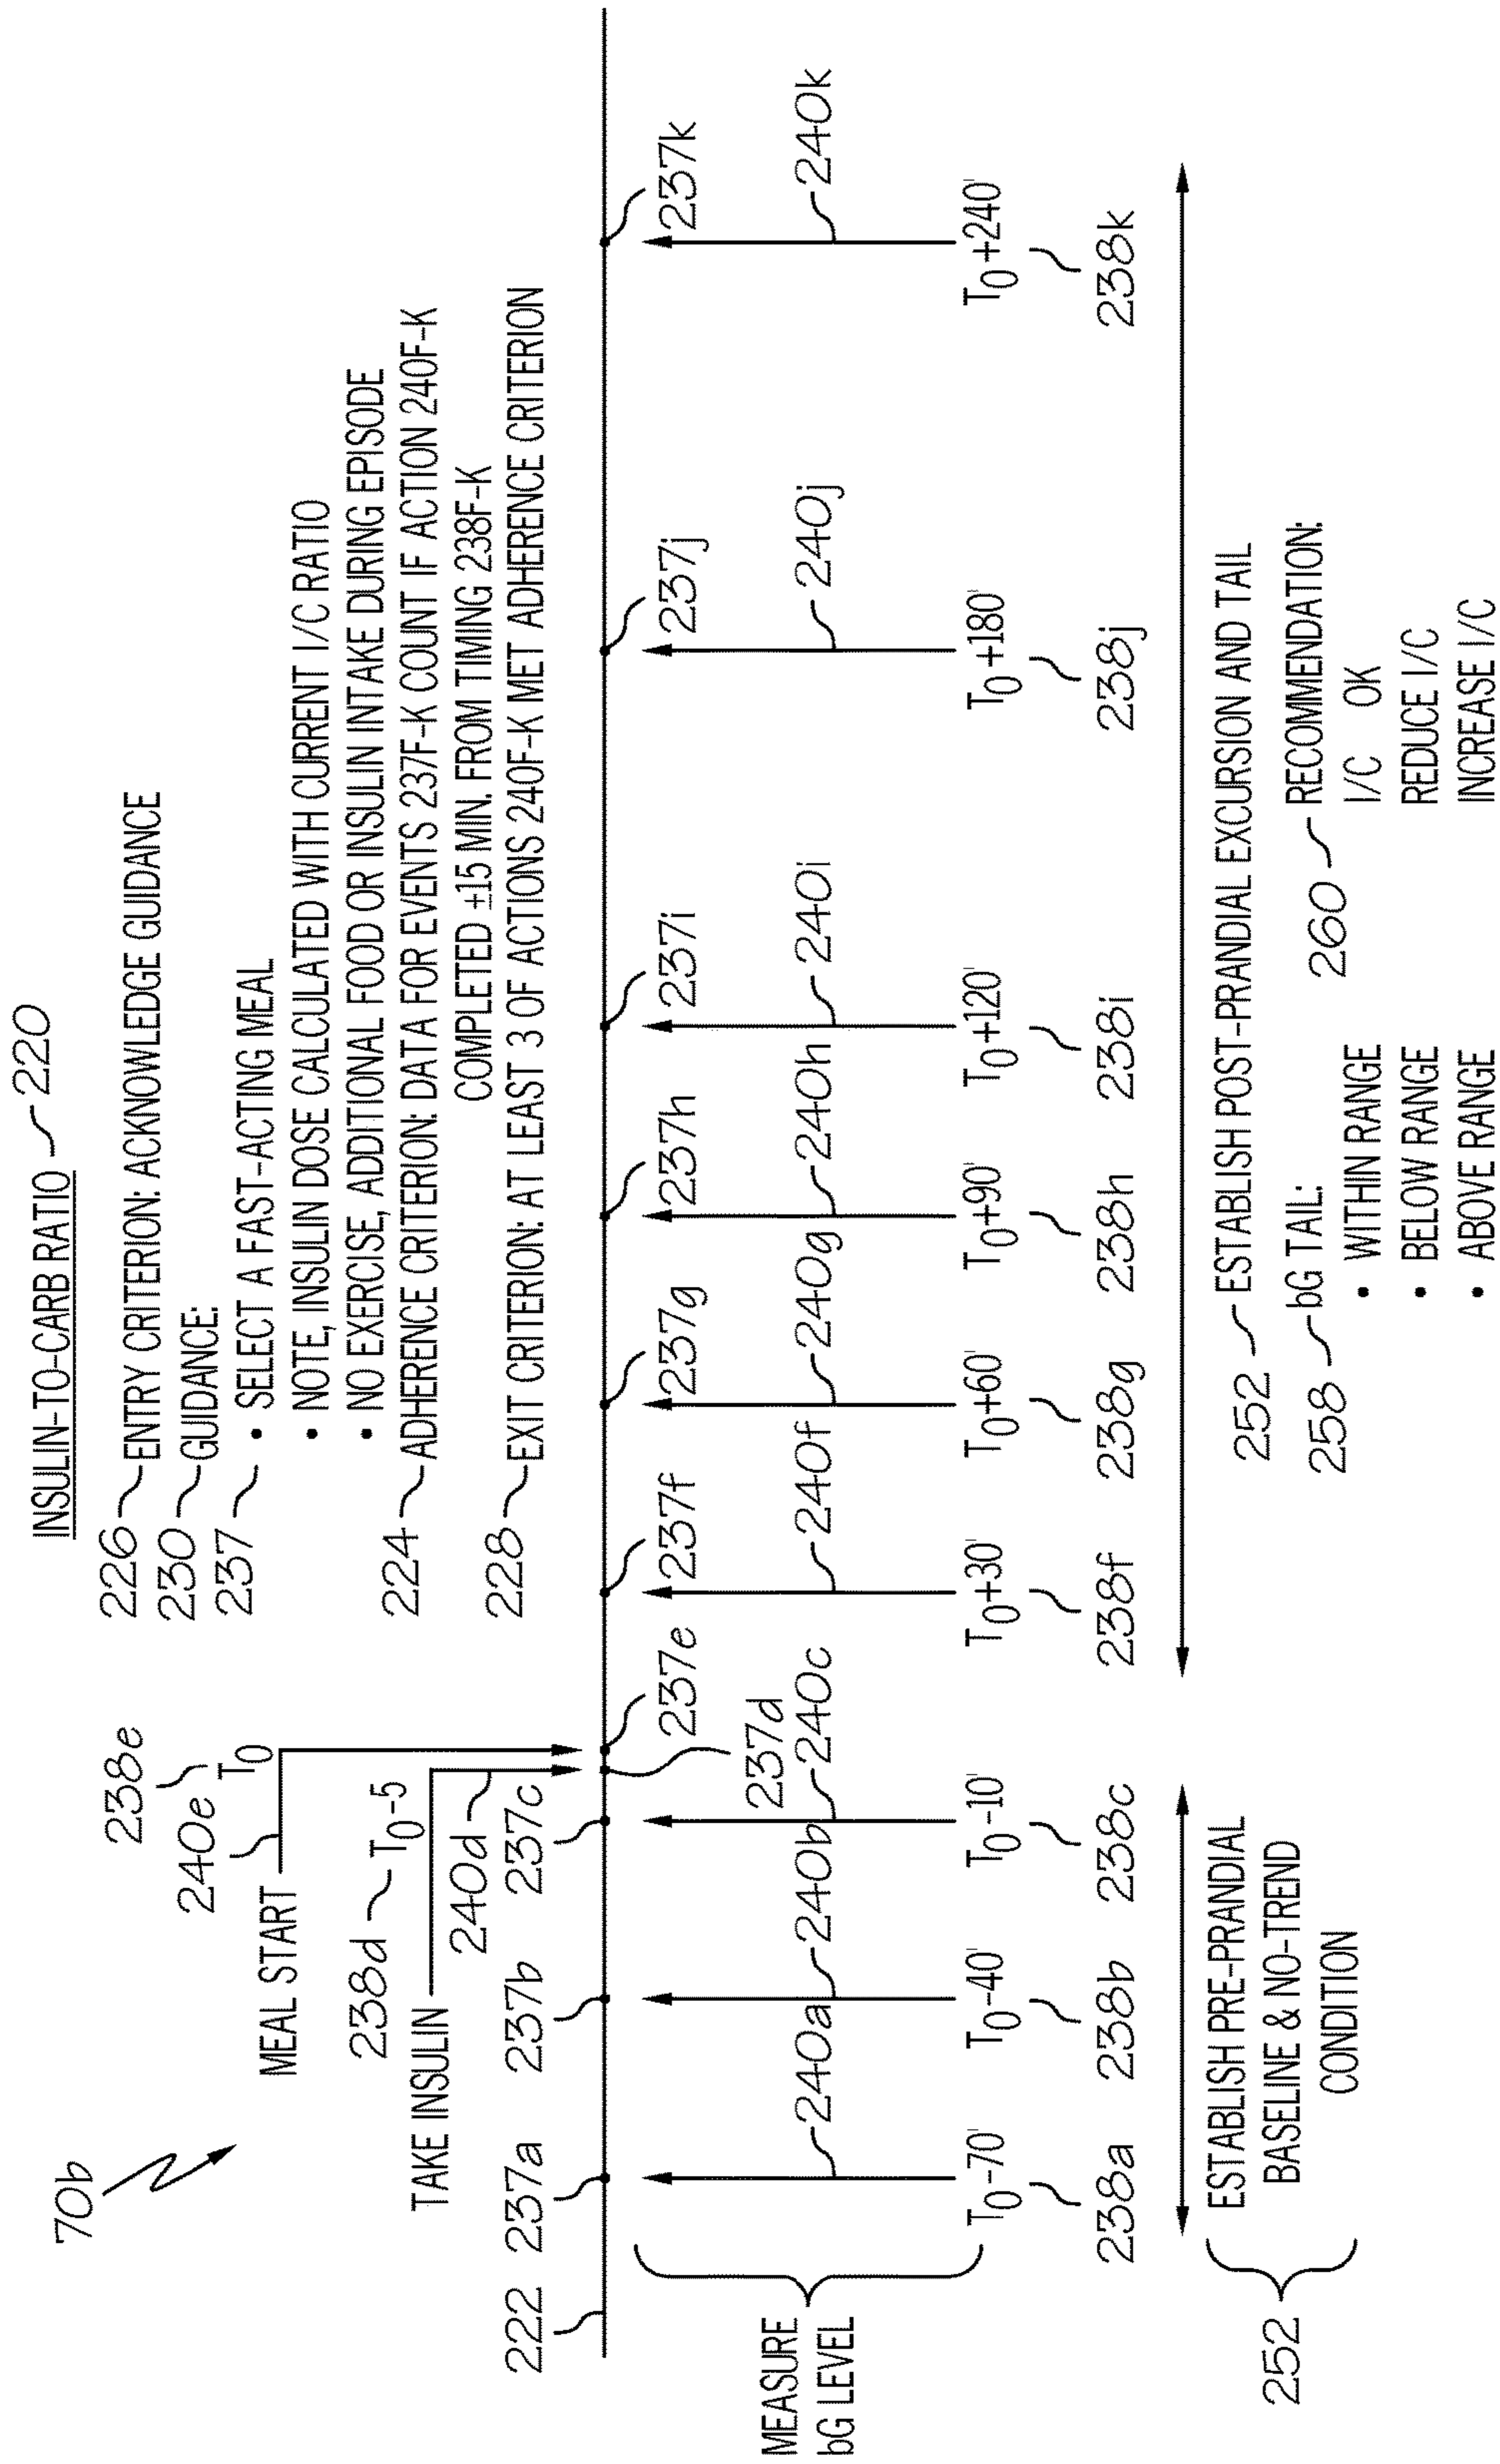 INSULIN-TO-CARB RATIO 220
70b
226 ENTRY CRITERION: ACKNOWLEDGE GUIDANCE
230 GUIDANCE:
237 • SELECT A FAST-ACTING MEAL
• NOTE, INSULIN DOSE CALCULATED WITH CURRENT I/C RATIO
• NO EXERCISE, ADDITIONAL FOOD OR INSULIN INTAKE DURING EPISODE
224 ADHERENCE CRITERION: DATA FOR EVENTS 237F-K COUNT IF ACTION 240F-K
COMPLETED ±15 MIN. FROM TIMING 238F-K
228 EXIT CRITERION: AT LEAST 3 OF ACTIONS 240F-K MET ADHERENCE CRITERION
238e
240e T0
MEAL START
238d T0-5
TAKE INSULIN 240d
222 237a 237b 237c
237e 237f 237g 237h 237i 237j 237k
237d
MEASURE
bG LEVEL
240a 240b 240c 240f 240g 240h 240i 240j 240k
T0-70' T0-40' T0-10' T0+30' T0+60' T0+90' T0+120' T0+180' T0+240'
238a 238b 238c 238f 238g 238h 238i 238j 238k
252
ESTABLISH PRE-PRANDIAL
BASELINE & NO-TREND
CONDITION
252 ESTABLISH POST-PRANDIAL EXCURSION AND TAIL
258 bG TAIL: 260 RECOMMENDATION:
• WITHIN RANGE I/C OK
• BELOW RANGE REDUCE I/C
• ABOVE RANGE INCREASE I/C